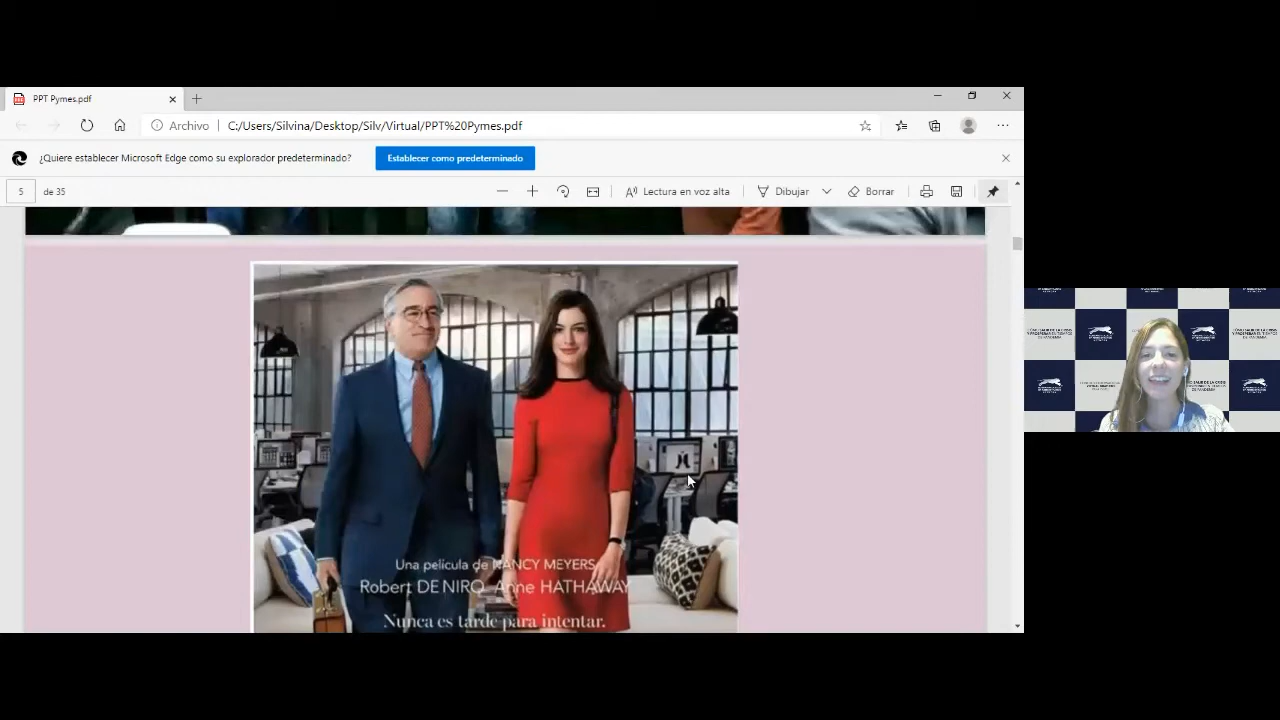 PPT Pymes.pdf
Archivo
C:/Users/Silvina/Desktop/Silv/Virtual/PPT%20Pymes.pdf
¿Quiere establecer Microsoft Edge como su explorador predeterminado?
Establecer como predeterminado
5
de 35
Lectura en voz alta
Dibujar
Borrar
Una película de NANCY MEYERS
Robert DE NIRO Anne HATHAWAY
Nunca es tarde para intentar.